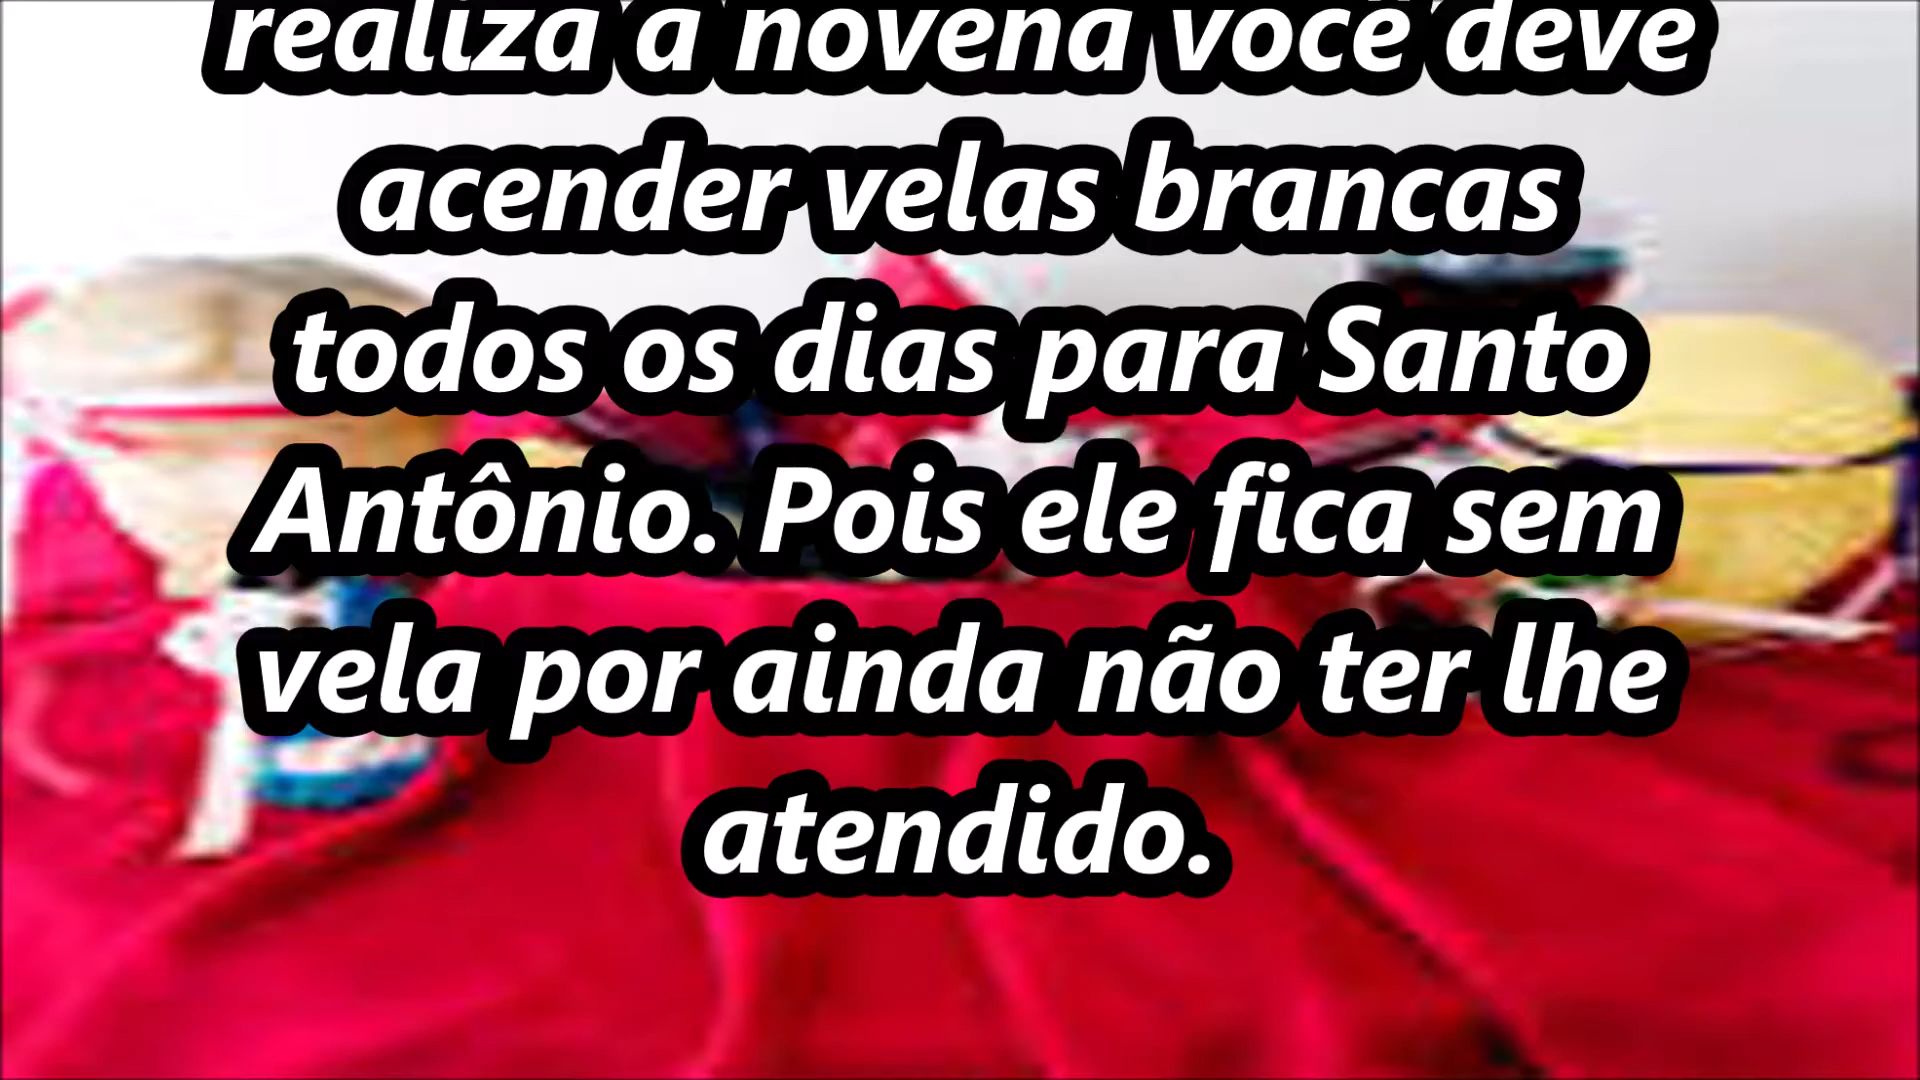 realiza a novena você deve
acender velas brancas
todos os dias para Santo
Antônio. Pois ele fica sem
vela por ainda não ter lhe
atendido.